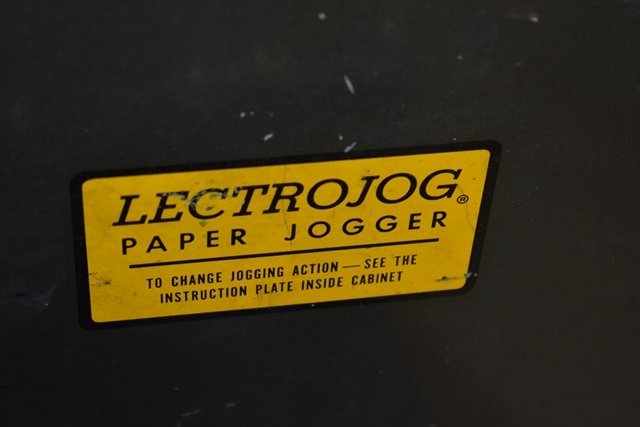 LECTROJOG®
PAPER JOGGER
TO CHANGE JOGGING ACTION — SEE THE
INSTRUCTION PLATE INSIDE CABINET